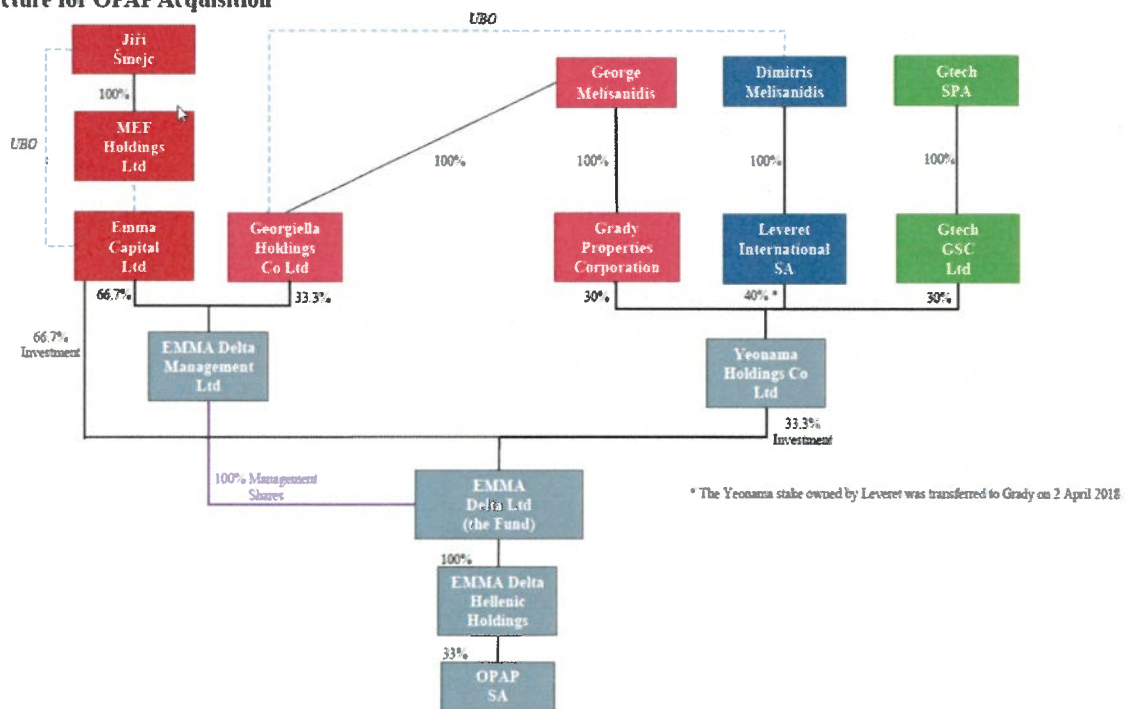 cture for OPAP Acquisition
UBO
Jiří
Šmejc
George
Melisanidis
Dimitris
Melisanidis
Gtech
SPA
100%
UBO
MEF
Holdings
Ltd
100%
100%
100%
100%
Emma
Capital
Ltd
Georgiella
Holdings
Co Ltd
Grady
Properties
Corporation
Leveret
International
SA
Gtech
GSC
Ltd
66.7%
33.3%
30%
40% *
30%
66.7%
Investment
EMMA Delta
Management
Ltd
Yeonama
Holdings Co
Ltd
33.3%
Investment
100% Management
Shares
EMMA
Delta Ltd
(the Fund)
* The Yeonama stake owned by Leveret was transferred to Grady on 2 April 2018
100%
EMMA Delta
Hellenic
Holdings
33%
OPAP
SA